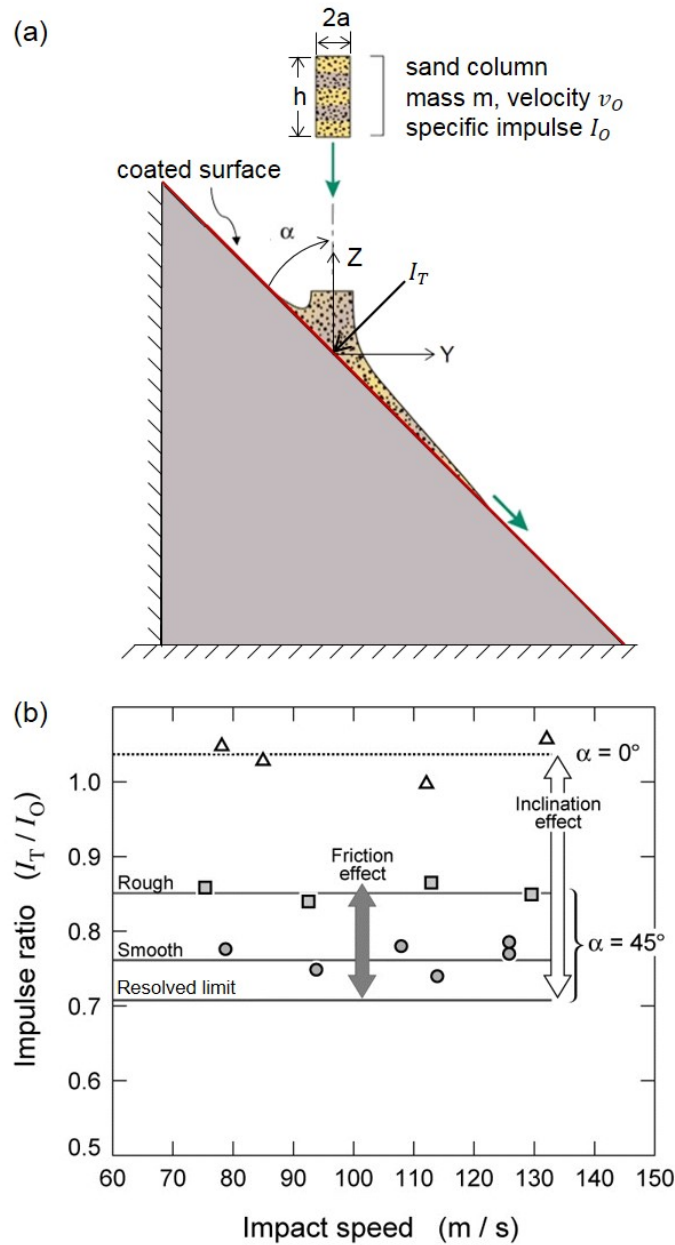 (a)
2a
h
sand column
mass m, velocity v_O
specific impulse I_O
coated surface
α
Z
I_T
Y
(b)
Impulse ratio (I_T / I_O)
1.0
0.9
0.8
0.7
0.6
0.5
α = 0°
Inclination
effect
Friction
effect
Rough
Smooth
α = 45°
Resolved limit
60 70 80 90 100 110 120 130 140 150
Impact speed (m / s)